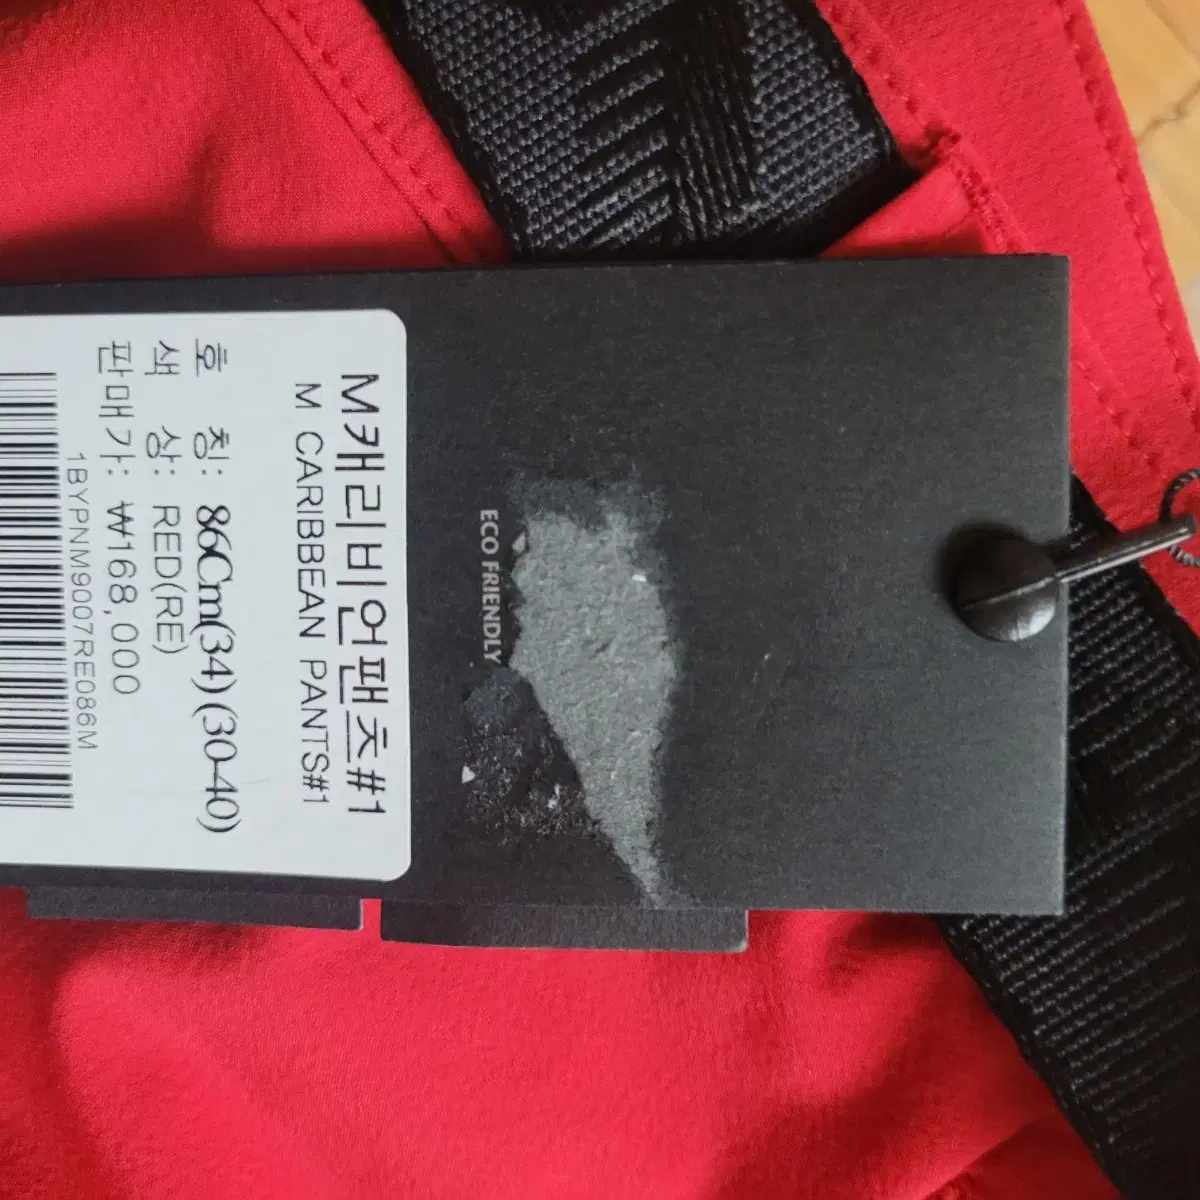 M캐리비언팬츠#1
M CARIBBEAN PANTS#1
호 칭: 86Cm(34) (30-40)
색 상: RED(RE)
판매가: ₩168,000
1BYPNM9007RE086M
ECO FRIENDLY